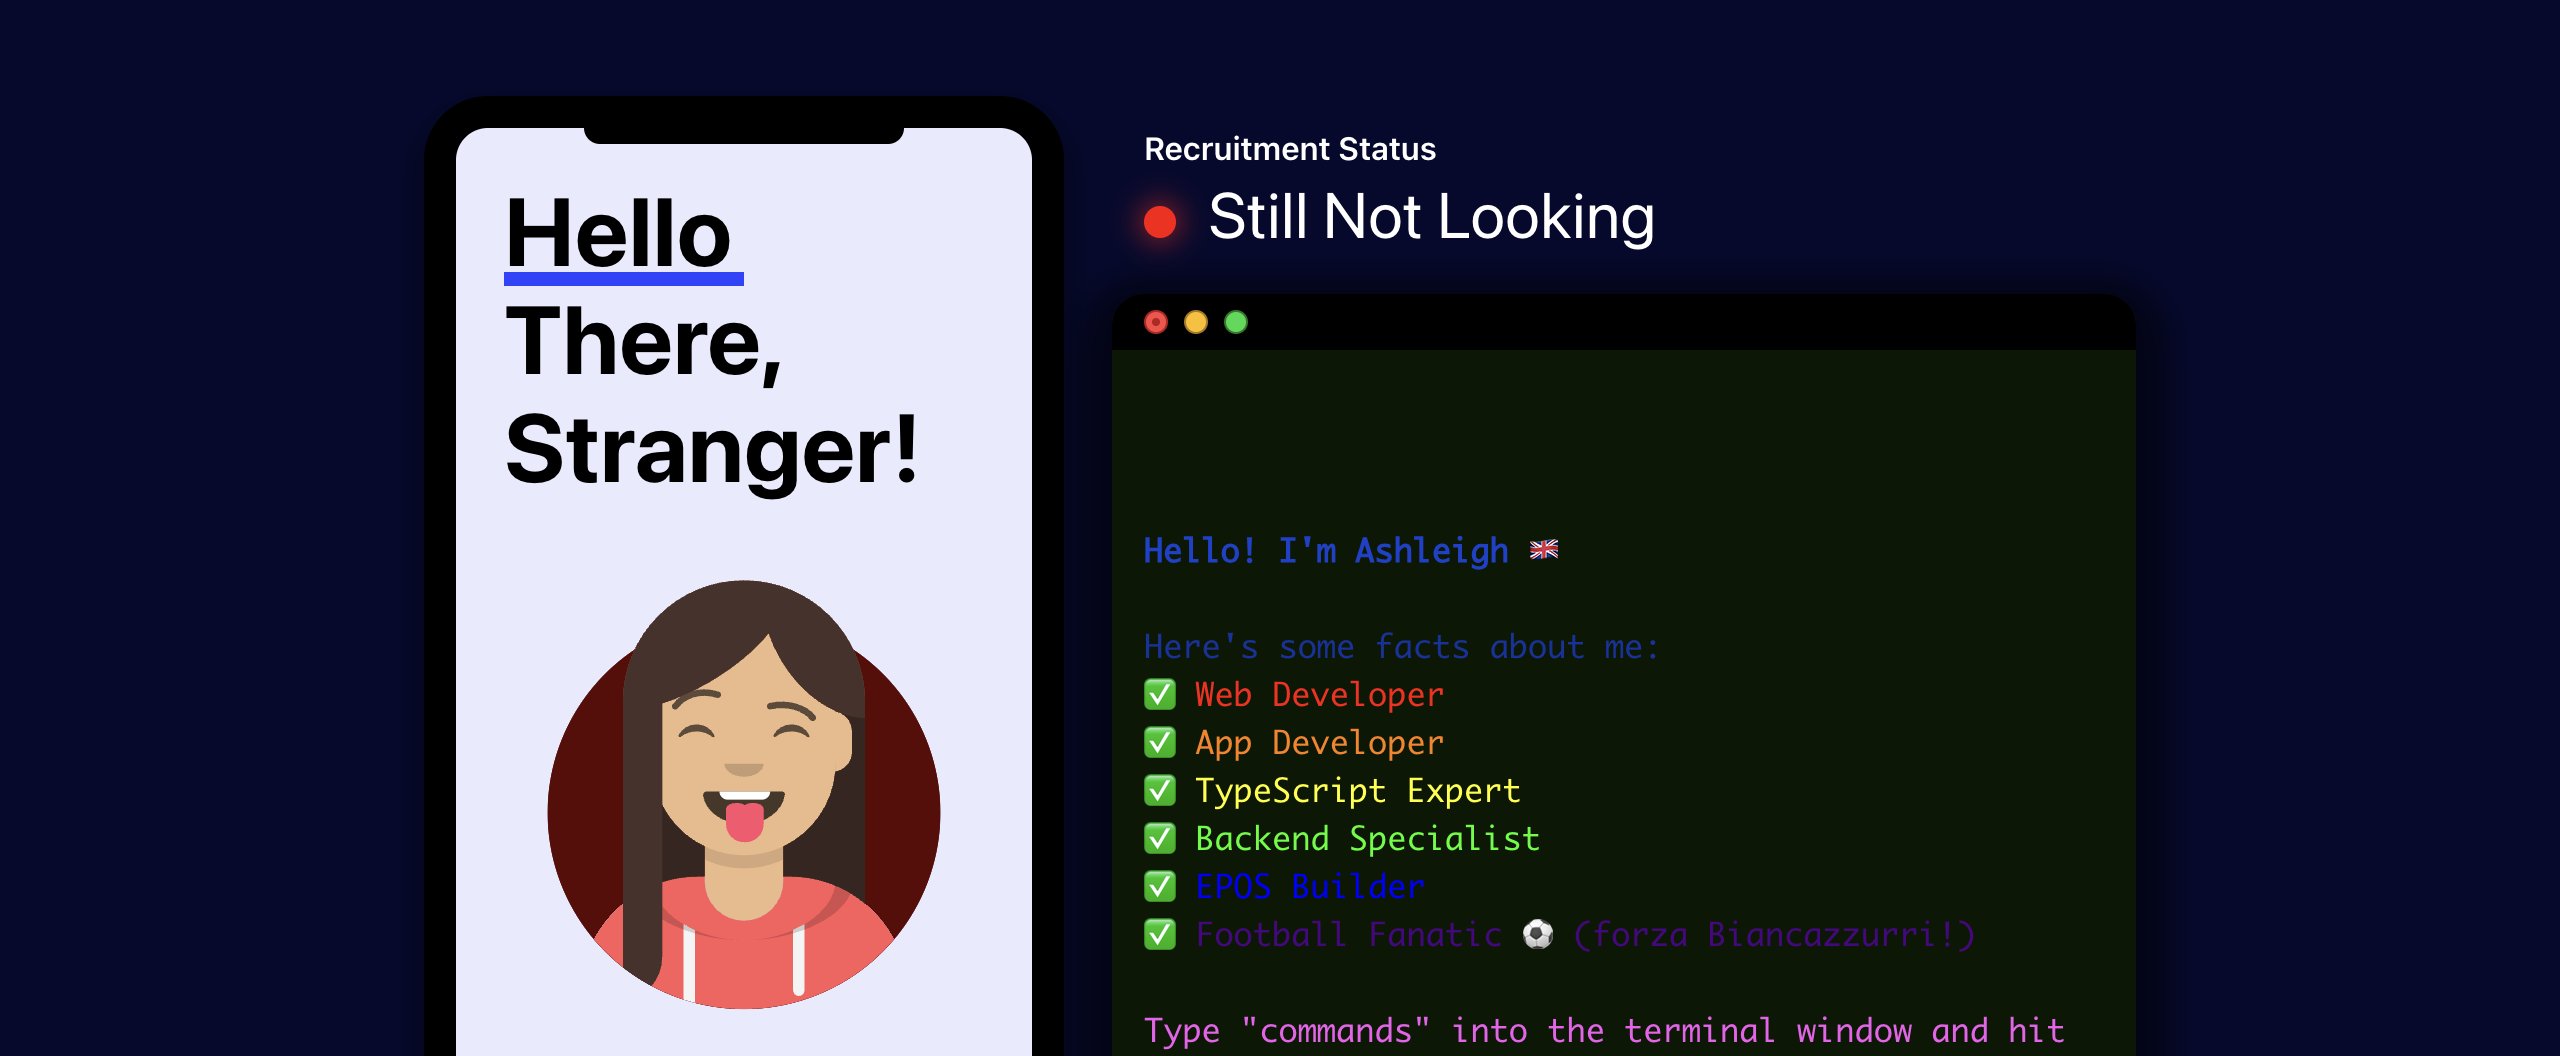 Hello
There,
Stranger!
Recruitment Status
Still Not Looking
Hello! I'm Ashleigh 🇬🇧
Here's some facts about me:
✅ Web Developer
✅ App Developer
✅ TypeScript Expert
✅ Backend Specialist
✅ EPOS Builder
✅ Football Fanatic ⚽ (forza Biancazzurri!)
Type "commands" into the terminal window and hit